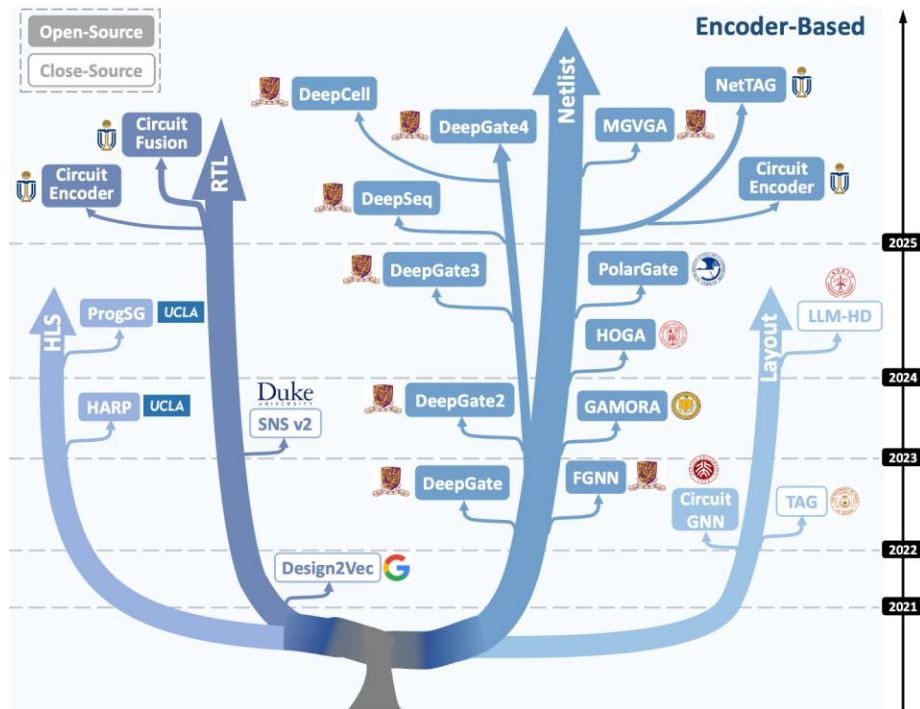 Open-Source
Close-Source
Encoder-Based
DeepCell
DeepGate4
Netlist
MGVGA
NetTAG
Circuit
Fusion
RTL
Circuit
Encoder
DeepSeq
Circuit
Encoder
2025
DeepGate3
PolarGate
HLS
ProgSG
UCLA
HOGA
Layout
LLM-HD
2024
HARP
UCLA
Duke
UNIVERSITY
SNS v2
DeepGate2
GAMORA
2023
DeepGate
FGNN
Circuit
GNN
TAG
2022
Design2Vec
2021